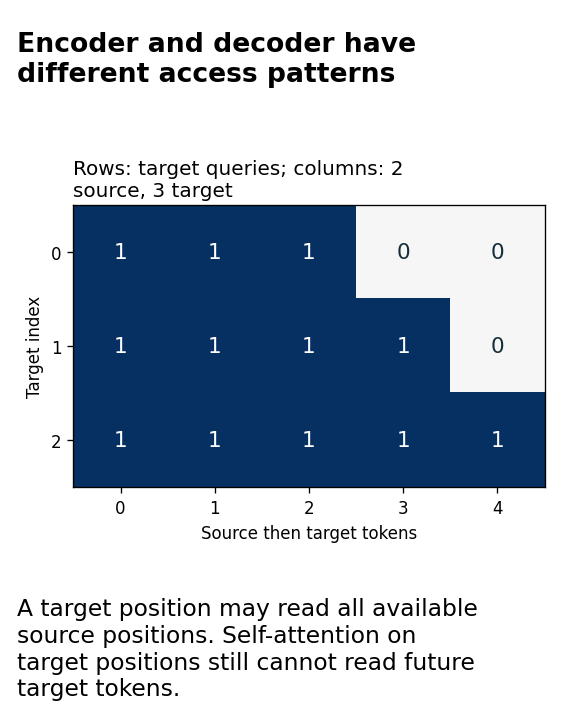 Encoder and decoder have
different access patterns
Rows: target queries; columns: 2
source, 3 target
0 1 1 1 0 0
1 1 1 1 1 0
2 1 1 1 1 1
0 1 2 3 4
Target index
Source then target tokens
A target position may read all available
source positions. Self-attention on
target positions still cannot read future
target tokens.